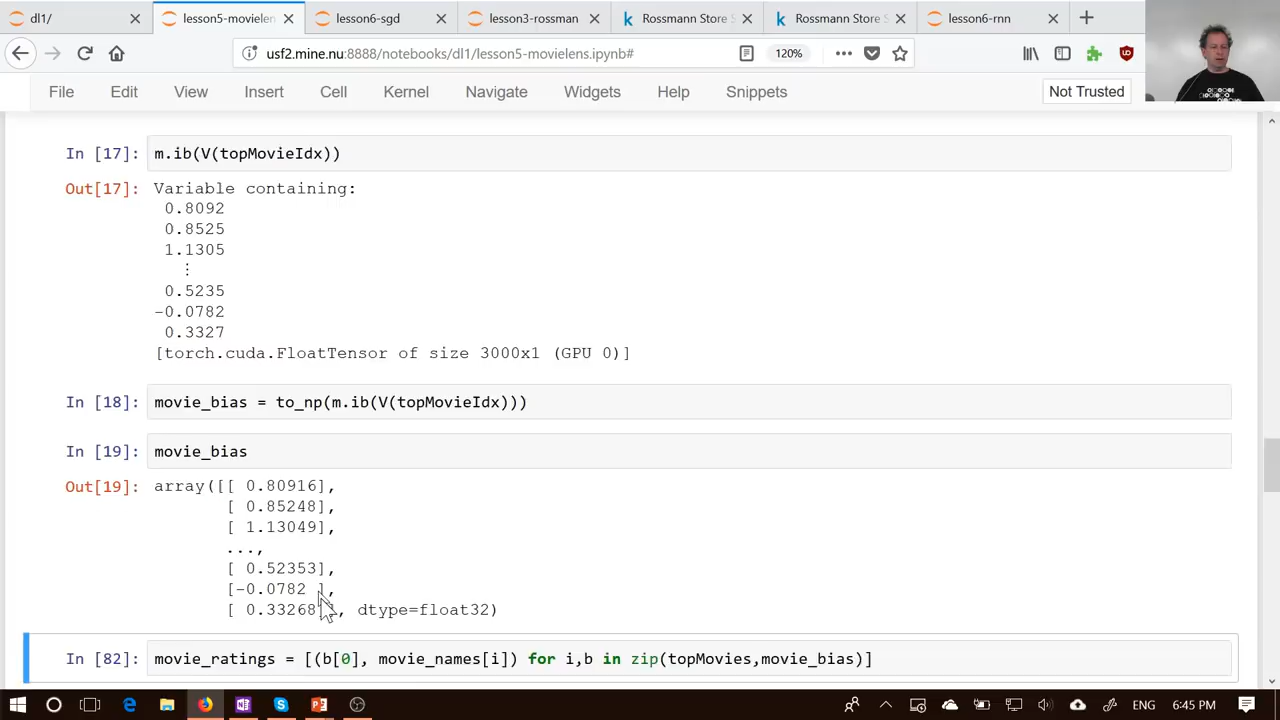 dl1/
lesson5-movielen
lesson6-sgd
lesson3-rossman
Rossmann Store S
Rossmann Store S
lesson6-rnn
usf2.mine.nu:8888/notebooks/dl1/lesson5-movielens.ipynb#
120%
File Edit View Insert Cell Kernel Navigate Widgets Help Snippets
Not Trusted
In [17]: m.ib(V(topMovieIdx))
Out[17]: Variable containing:
0.8092
0.8525
1.1305
⋮
0.5235
-0.0782
0.3327
[torch.cuda.FloatTensor of size 3000x1 (GPU 0)]
In [18]: movie_bias = to_np(m.ib(V(topMovieIdx)))
In [19]: movie_bias
Out[19]: array([[ 0.80916],
[ 0.85248],
[ 1.13049],
...,
[ 0.52353],
[-0.0782 ],
[ 0.33268]], dtype=float32)
In [82]: movie_ratings = [(b[0], movie_names[i]) for i,b in zip(topMovies,movie_bias)]
ENG 6:45 PM